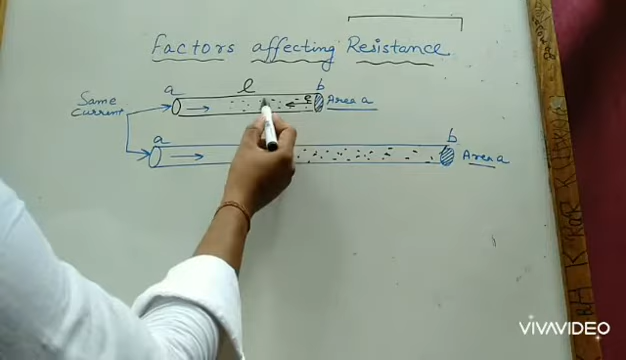 Factors affecting Resistance
a l b
Same Current
e Area a
a b
Area a
VIVAVIDEO